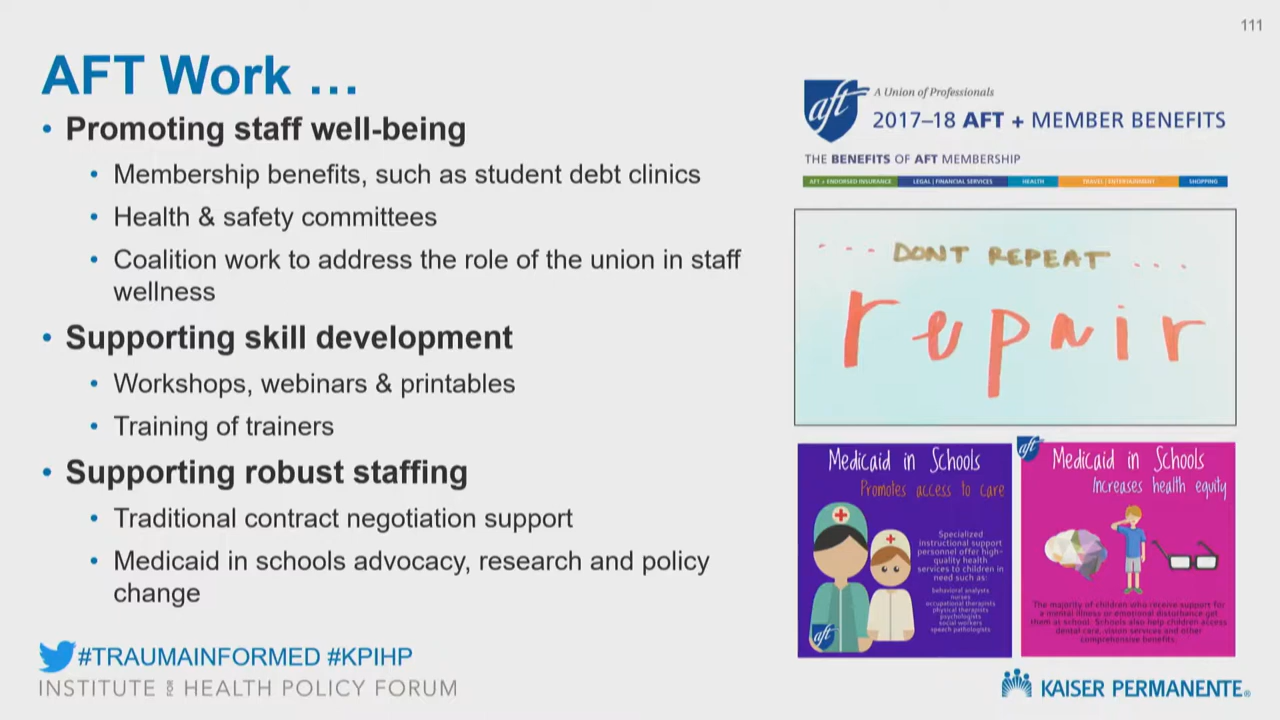 111
AFT Work …
• Promoting staff well-being
• Membership benefits, such as student debt clinics
• Health & safety committees
• Coalition work to address the role of the union in staff
wellness
• Supporting skill development
• Workshops, webinars & printables
• Training of trainers
• Supporting robust staffing
• Traditional contract negotiation support
• Medicaid in schools advocacy, research and policy
change
aft
A Union of Professionals
2017–18 AFT + MEMBER BENEFITS
THE BENEFITS OF AFT MEMBERSHIP
AFT + ENDORSED INSURANCE
LEGAL | FINANCIAL SERVICES
HEALTH
TRAVEL | ENTERTAINMENT
SHOPPING
... DONT REPEAT ...
repair
Medicaid in Schools
Promotes access to care
Specialized
instructional support
personnel offer high-
quality health
services to children in
need such as:
behavioral analysts
nurses
occupational therapists
physical therapists
psychologists
social workers
speech pathologists
aft
aft
Medicaid in Schools
Increases health equity
The majority of children who receive support for
a mental illness or emotional disturbance get
them at school. Schools also help children access
dental care, vision services and other
comprehensive benefits.
#TRAUMAINFORMED #KPIHP
INSTITUTE FOR HEALTH POLICY FORUM
KAISER PERMANENTE®